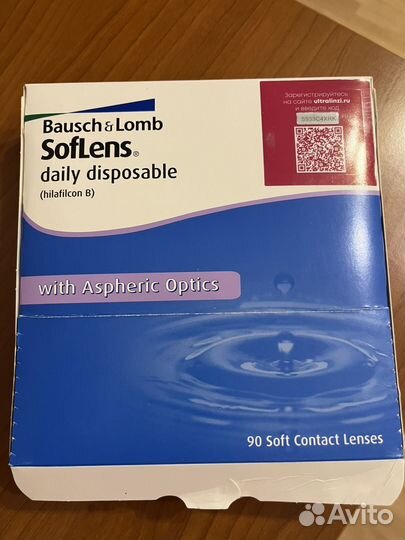 Bausch & Lomb
SofLens®
daily disposable
(hilafilcon B)
Зарегистрируйтесь
на сайте ultralinzi.ru
и введите код
with Aspheric Optics
90 Soft Contact Lenses
Avito